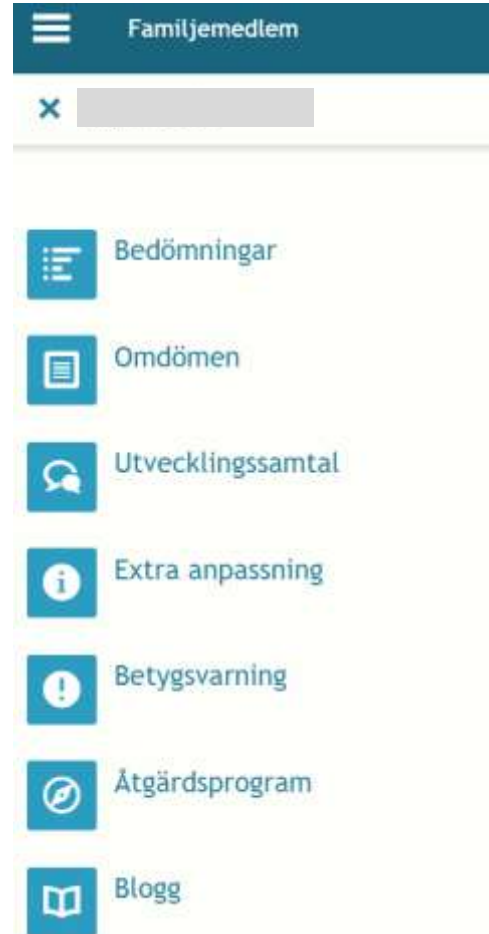 Familjemedlem
Bedömningar
Omdömen
Utvecklingssamtal
Extra anpassning
Betygsvarning
Åtgärdsprogram
Blogg